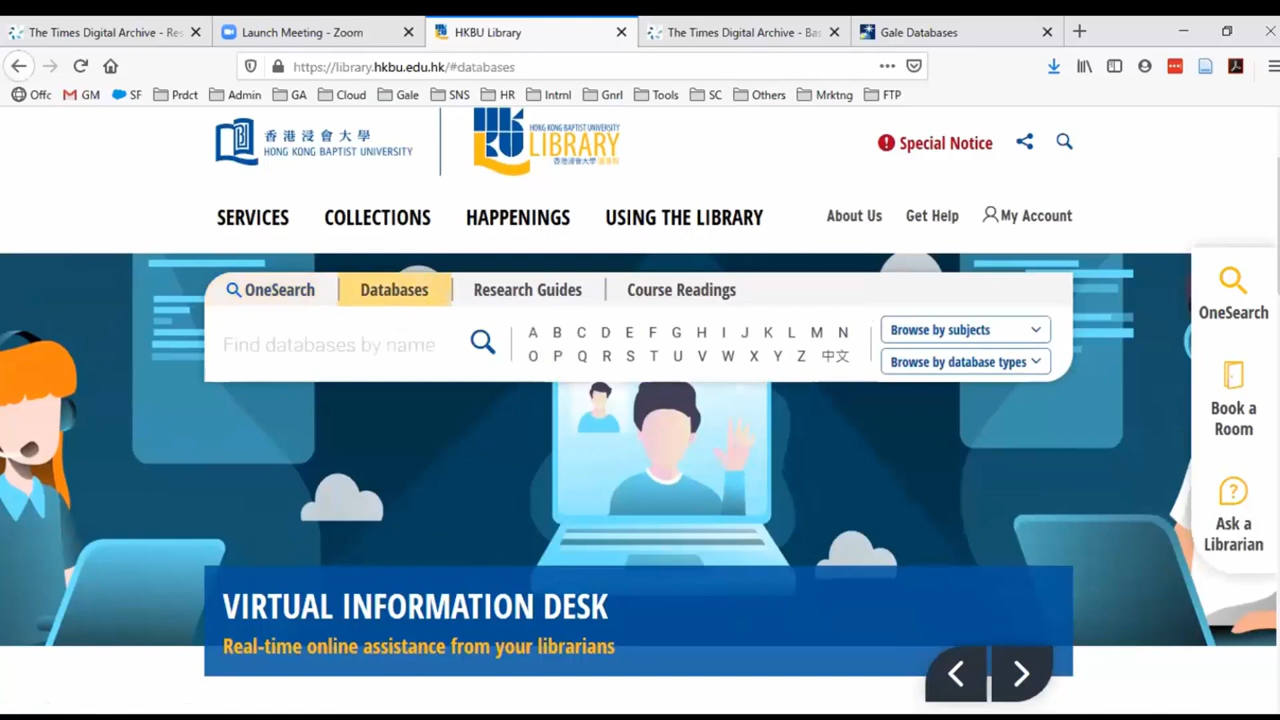 The Times Digital Archive - Res
Launch Meeting - Zoom
HKBU Library
The Times Digital Archive - Bas
Gale Databases
https://library.hkbu.edu.hk/#databases
Offc GM SF Prdct Admin GA Cloud Gale SNS HR Intrnl Gnrl Tools SC Others Mrktng FTP
香港浸會大學
HONG KONG BAPTIST UNIVERSITY
HONG KONG BAPTIST UNIVERSITY
LIBRARY
香港浸會大學圖書館
Special Notice
SERVICES COLLECTIONS HAPPENINGS USING THE LIBRARY About Us Get Help My Account
OneSearch Databases Research Guides Course Readings
Find databases by name
A B C D E F G H I J K L M N
O P Q R S T U V W X Y Z 中文
Browse by subjects
Browse by database types
OneSearch
Book a
Room
Ask a
Librarian
VIRTUAL INFORMATION DESK
Real-time online assistance from your librarians